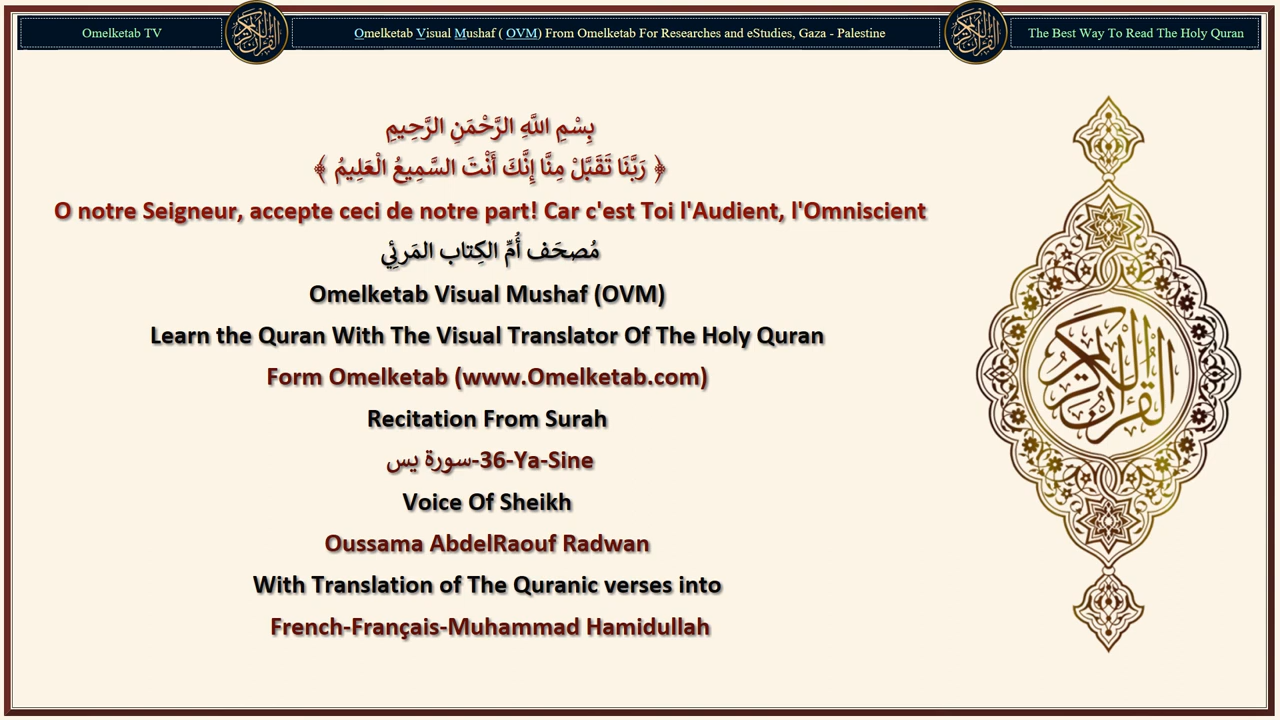 Omelketab TV
Omelketab Visual Mushaf ( OVM) From Omelketab For Researches and eStudies, Gaza - Palestine
The Best Way To Read The Holy Quran
بِسْمِ اللَّهِ الرَّحْمَنِ الرَّحِيمِ
﴿ رَبَّنَا تَقَبَّلْ مِنَّا إِنَّكَ أَنْتَ السَّمِيعُ الْعَلِيمُ ﴾
O notre Seigneur, accepte ceci de notre part! Car c'est Toi l'Audient, l'Omniscient
مُصحَف أُمِّ الكِتاب المَرئِي
Omelketab Visual Mushaf (OVM)
Learn the Quran With The Visual Translator Of The Holy Quran
Form Omelketab (www.Omelketab.com)
Recitation From Surah
سورة يس-36-Ya-Sine
Voice Of Sheikh
Oussama AbdelRaouf Radwan
With Translation of The Quranic verses into
French-Français-Muhammad Hamidullah
القرآن الكريم